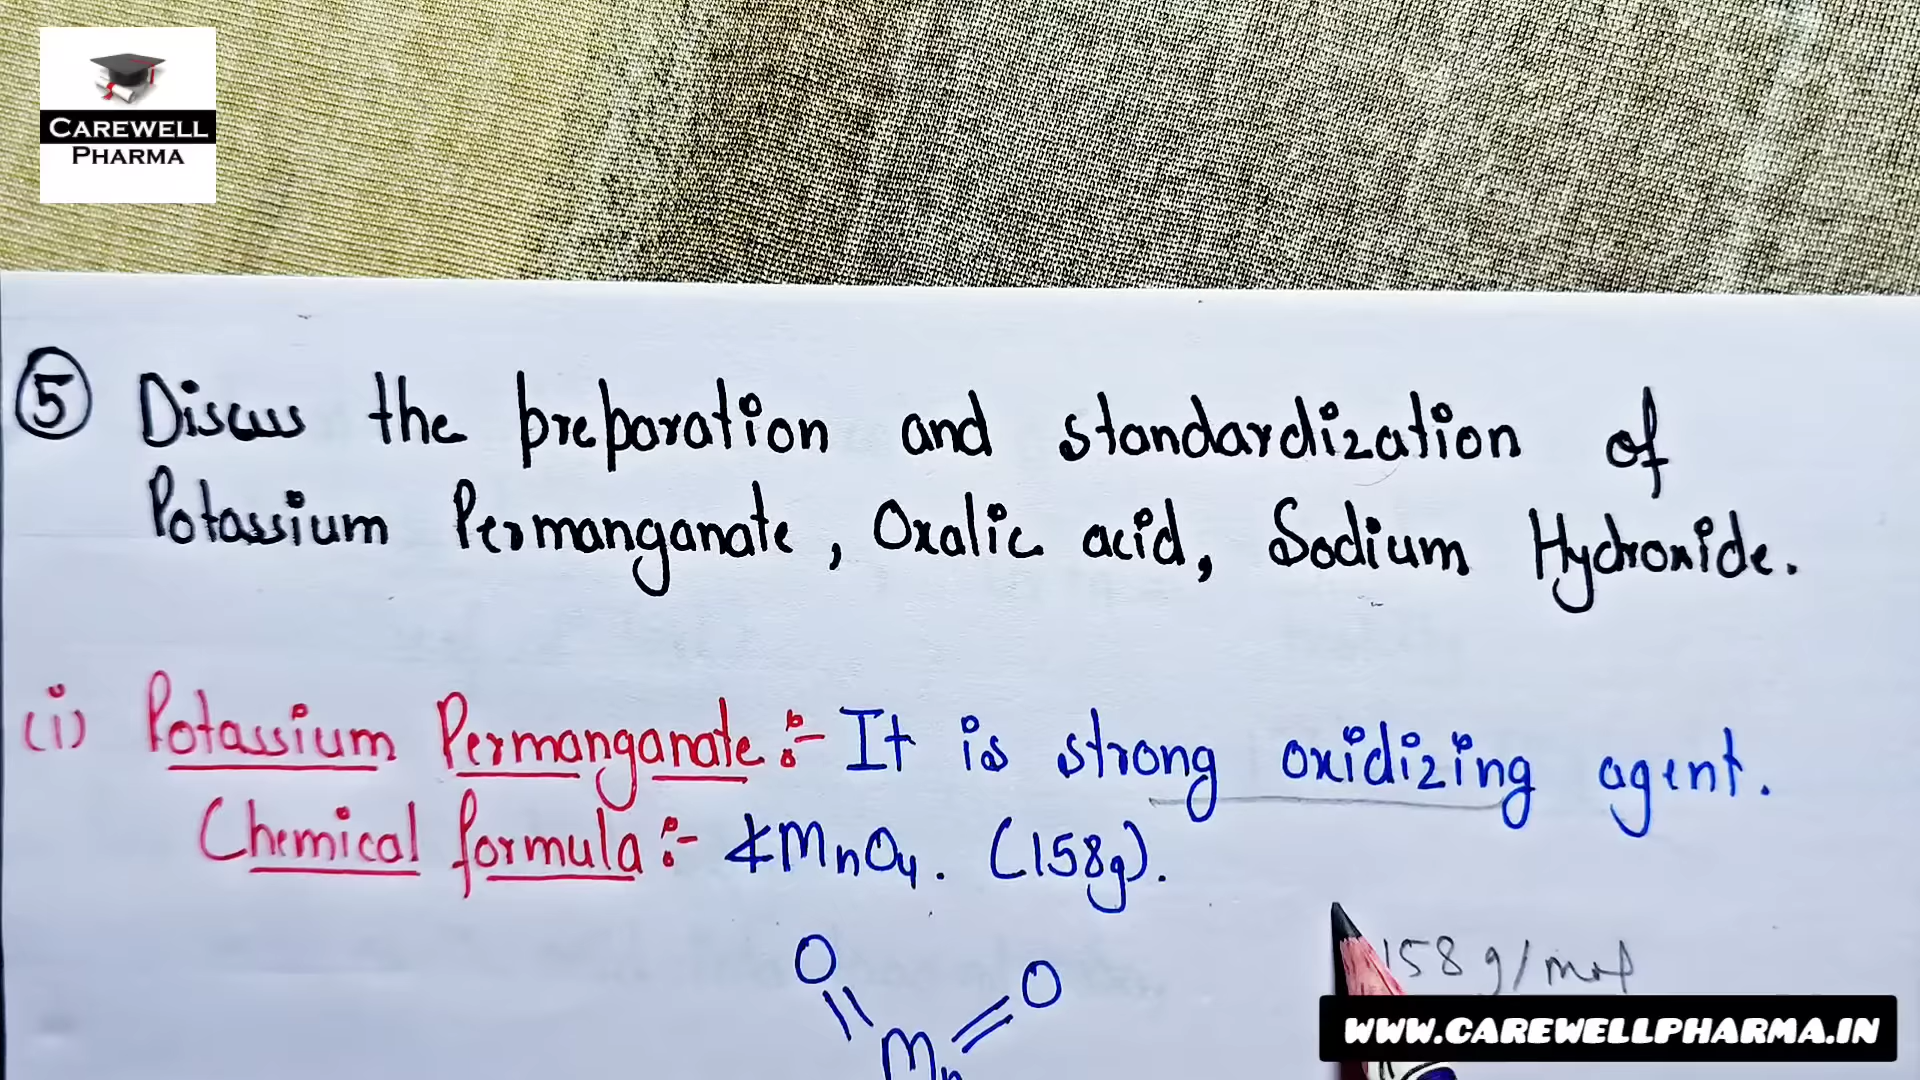 CAREWELL
PHARMA
5 Discuss the preparation and standardization of
Potassium Permanganate, Oxalic acid, Sodium Hydroxide.
(i) Potassium Permanganate :- It is strong oxidizing agent.
Chemical formula :- KMnO4. (158g).
158 g/mol
O
O
Mn
WWW.CAREWELLPHARMA.IN